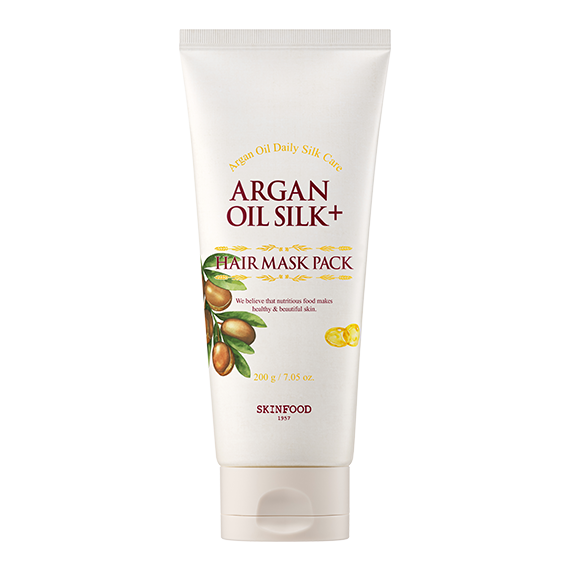 Argan Oil Daily Silk Care
ARGAN
OIL SILK+
HAIR MASK PACK
We believe that nutritious food makes
healthy & beautiful skin.
200 g / 7.05 oz.
SKINFOOD
1957